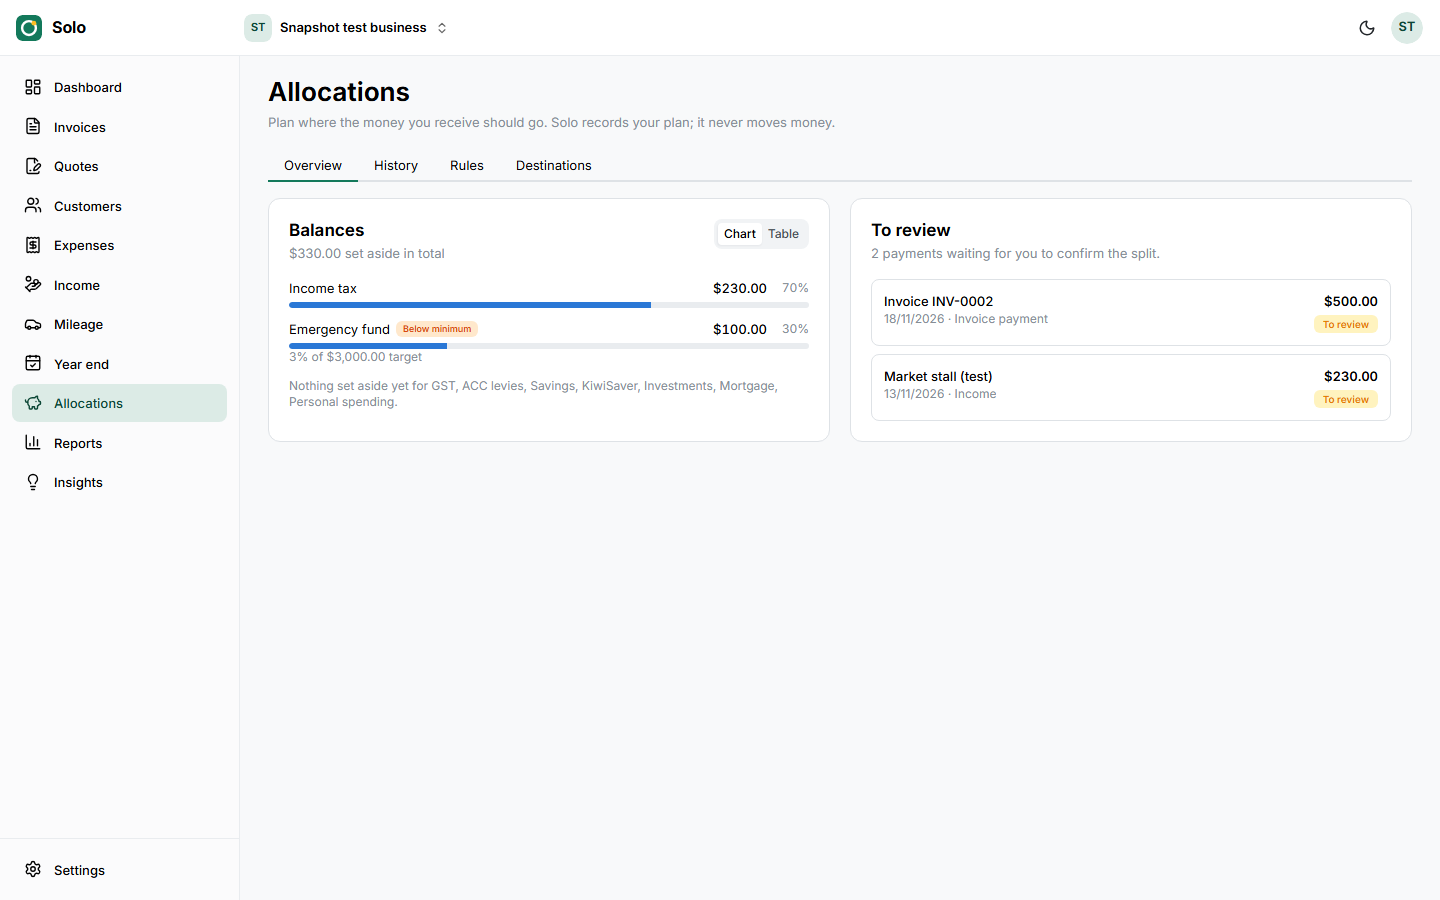 Solo
ST Snapshot test business
ST
Dashboard
Invoices
Quotes
Customers
Expenses
Income
Mileage
Year end
Allocations
Reports
Insights
Settings
Allocations
Plan where the money you receive should go. Solo records your plan; it never moves money.
Overview History Rules Destinations
Balances
$330.00 set aside in total
Chart Table
Income tax $230.00 70%
Emergency fund Below minimum $100.00 30%
3% of $3,000.00 target
Nothing set aside yet for GST, ACC levies, Savings, KiwiSaver, Investments, Mortgage,
Personal spending.
To review
2 payments waiting for you to confirm the split.
Invoice INV-0002 $500.00
18/11/2026 · Invoice payment To review
Market stall (test) $230.00
13/11/2026 · Income To review